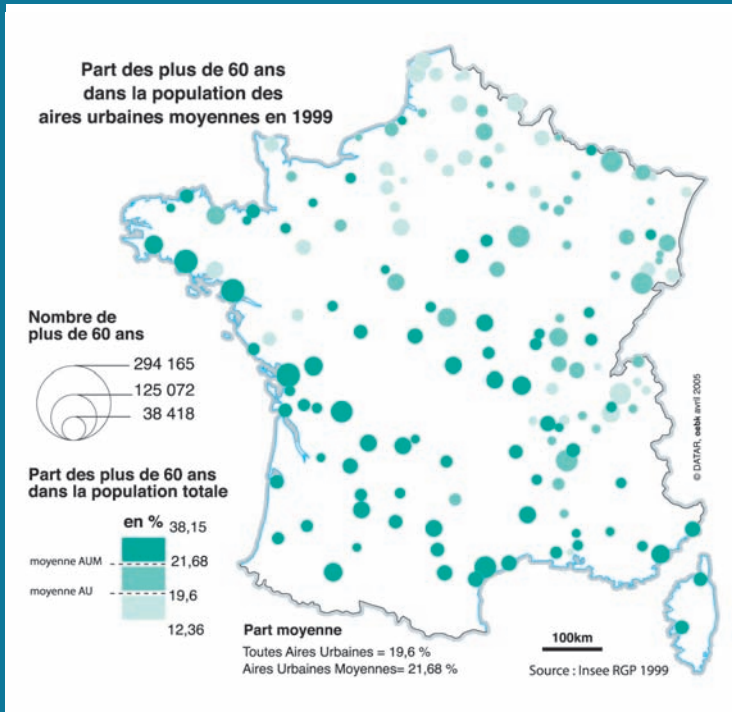 Part des plus de 60 ans
dans la population des
aires urbaines moyennes en 1999
Nombre de
plus de 60 ans
294 165
125 072
38 418
Part des plus de 60 ans
dans la population totale
en %
38,15
moyenne AUM
21,68
moyenne AU
19,6
12,36
Part moyenne
Toutes Aires Urbaines = 19,6 %
Aires Urbaines Moyennes= 21,68 %
100km
Source : Insee RGP 1999
© DATAR, oebk avril 2005